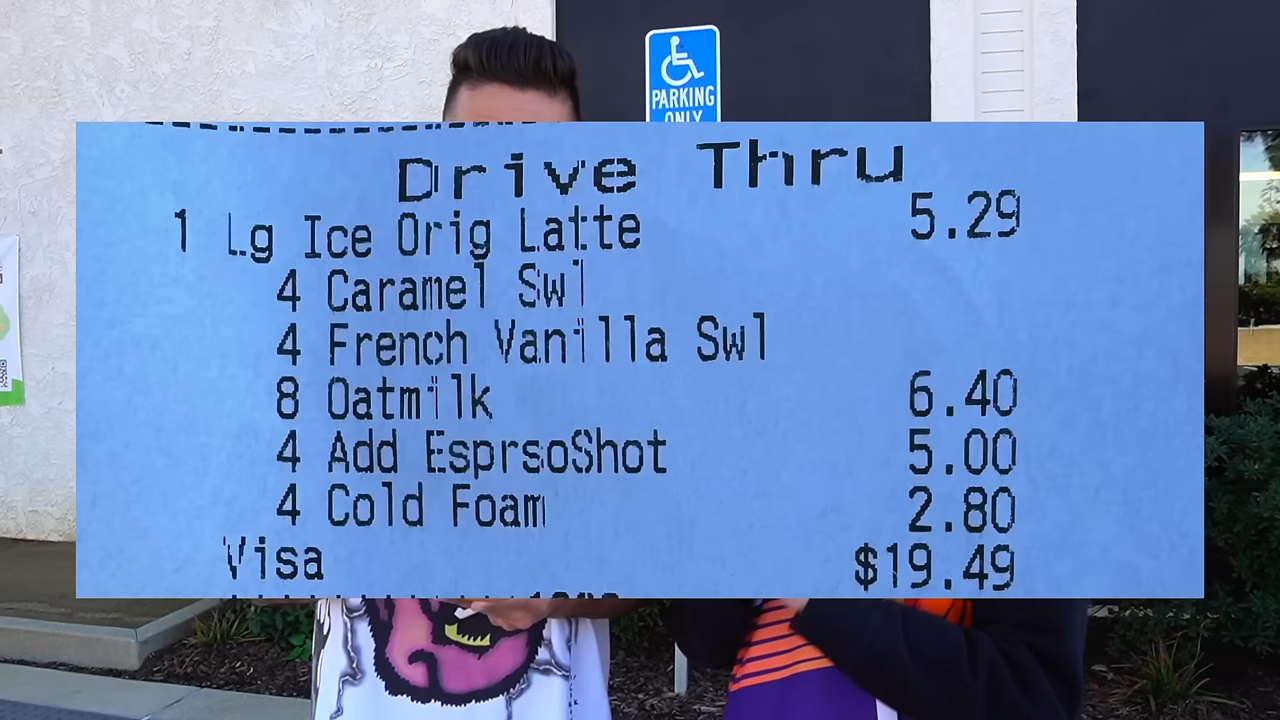 PARKING
ONLY
Drive Thru
1 Lg Ice Orig Latte 5.29
4 Caramel Swl
4 French Vanilla Swl
8 Oatmilk 6.40
4 Add EsprsoShot 5.00
4 Cold Foam 2.80
Visa $19.49